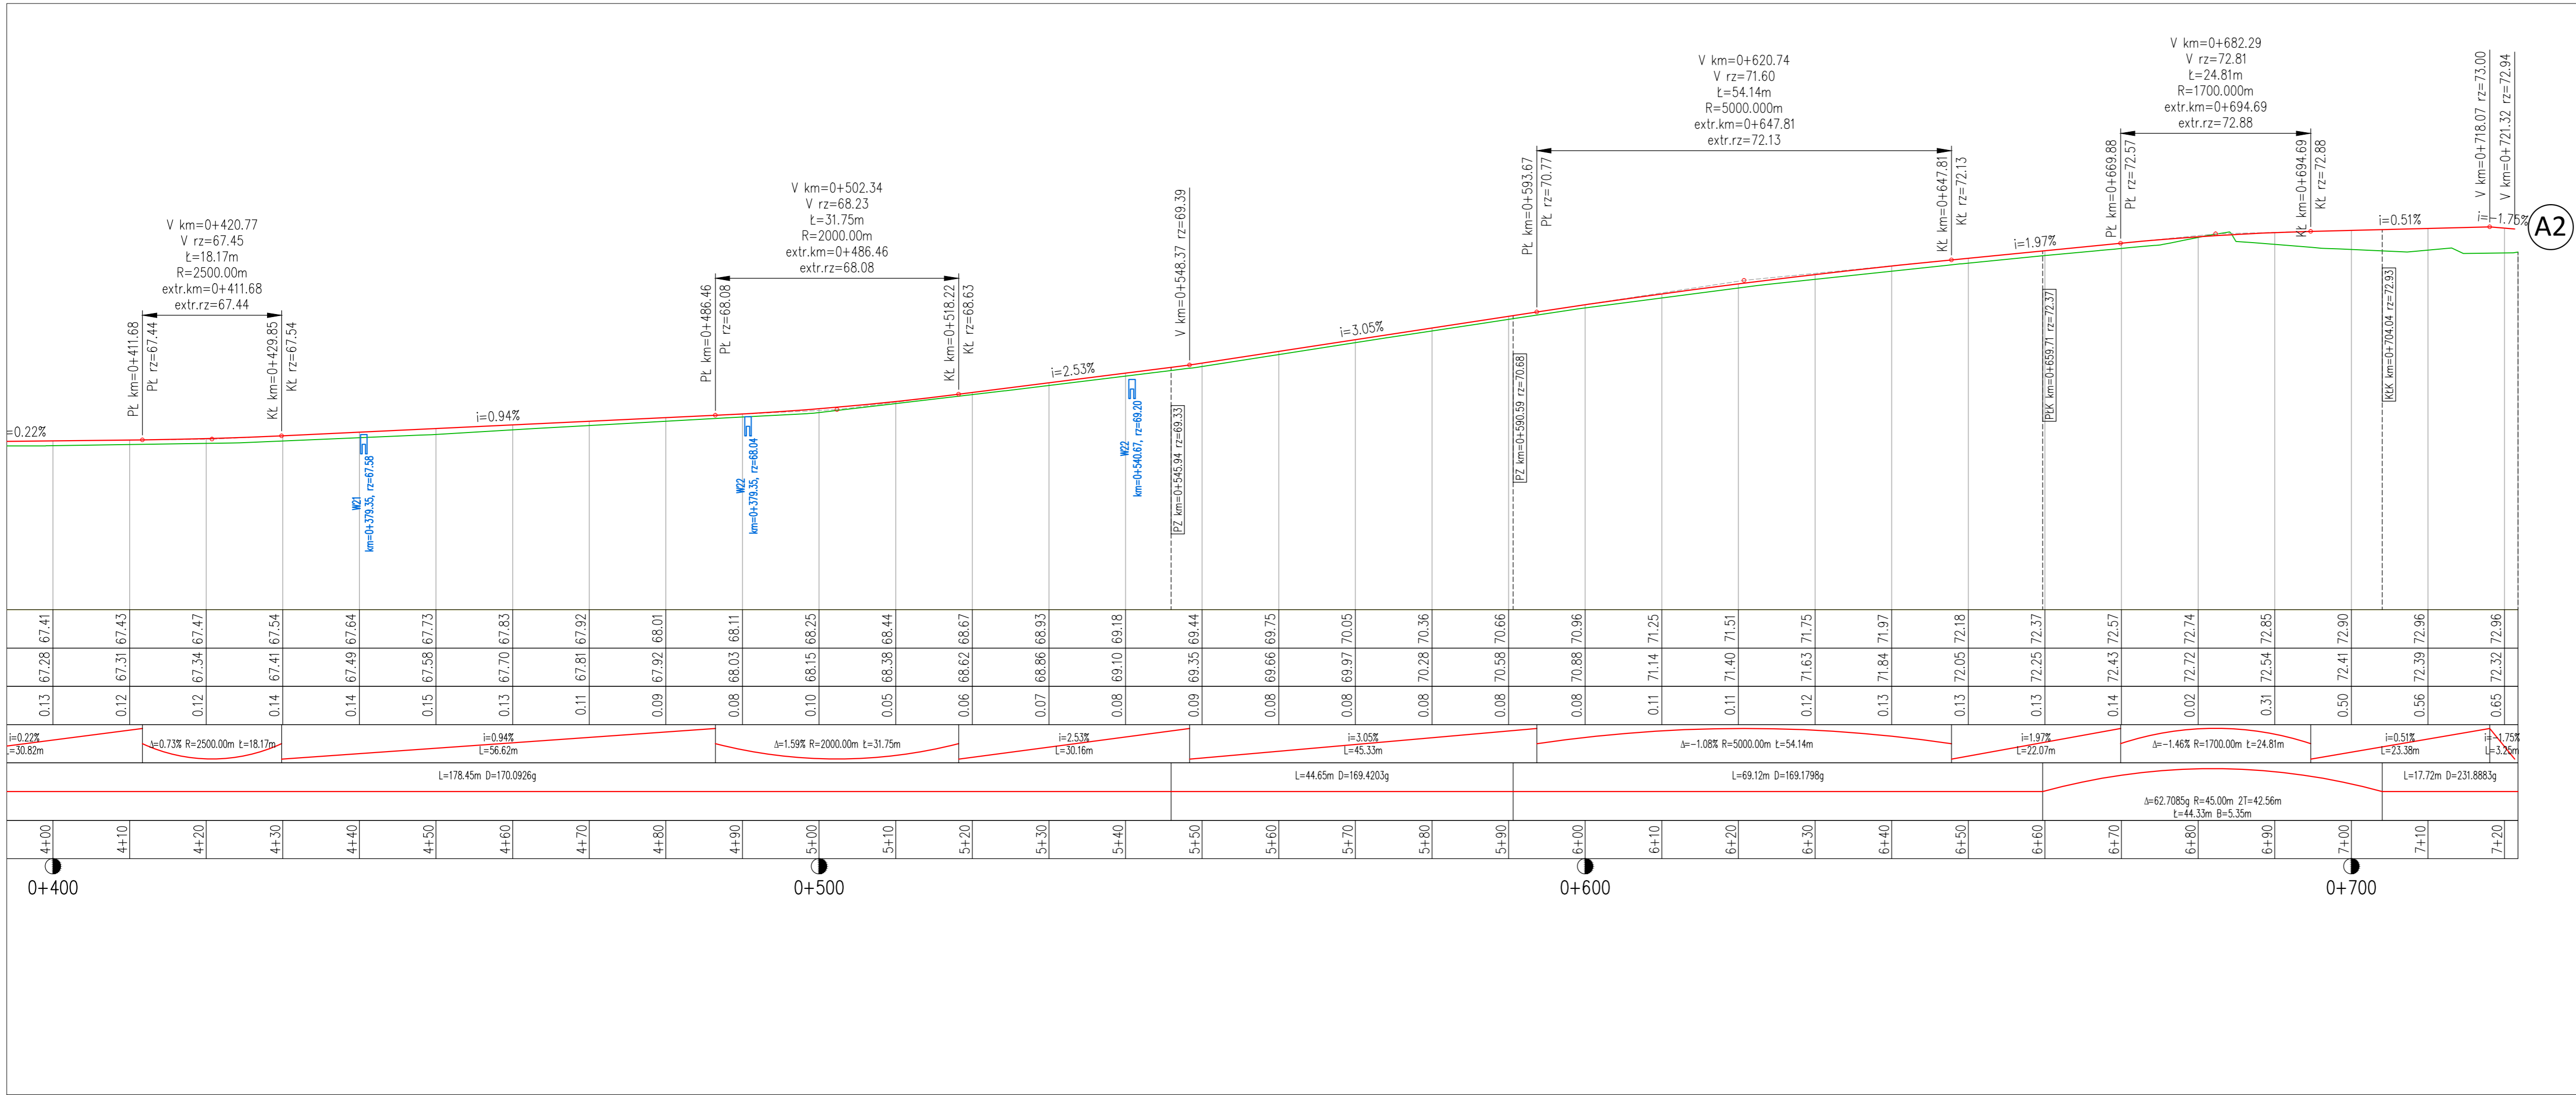 V km=0+420.77
V rz=67.45
Ł=18.17m
R=2500.00m
extr.km=0+411.68
extr.rz=67.44
PŁ km=0+411.68
PŁ rz=67.44
KŁ km=0+429.85
KŁ rz=67.54
V km=0+502.34
V rz=68.23
Ł=31.75m
R=2000.00m
extr.km=0+486.46
extr.rz=68.08
PŁ km=0+486.46
PŁ rz=68.08
KŁ km=0+518.22
KŁ rz=68.63
V km=0+548.37 rz=69.39
V km=0+620.74
V rz=71.60
Ł=54.14m
R=5000.000m
extr.km=0+647.81
extr.rz=72.13
PŁ km=0+593.67
PŁ rz=70.77
KŁ km=0+647.81
KŁ rz=72.13
V km=0+682.29
V rz=72.81
Ł=24.81m
R=1700.000m
extr.km=0+694.69
extr.rz=72.88
PŁ km=0+669.88
PŁ rz=72.57
KŁ km=0+694.69
KŁ rz=72.88
V km=0+718.07 rz=73.00
V km=0+721.32 rz=72.94
=0.22%
i=0.94%
i=2.53%
i=3.05%
i=1.97%
i=0.51%
i=-1.75%
A2
W21
km=0+379.35, rz=67.58
W22
km=0+379.35, rz=68.04
W22
km=0+540.67, rz=69.20
PZ km=0+545.94 rz=69.33
PZ km=0+590.59 rz=70.68
PŁK km=0+659.71 rz=72.37
KŁK km=0+704.04 rz=72.93
67.41 67.43 67.47 67.54 67.64 67.73 67.83 67.92 68.01 68.11 68.25 68.44 68.67 68.93 69.18 69.44 69.75 70.05 70.36 70.66 70.96 71.25 71.51 71.75 71.97 72.18 72.37 72.57 72.74 72.85 72.90 72.96 72.96
67.28 67.31 67.34 67.41 67.49 67.58 67.70 67.81 67.92 68.03 68.15 68.38 68.62 68.86 69.10 69.35 69.66 69.97 70.28 70.58 70.88 71.14 71.40 71.63 71.84 72.05 72.25 72.43 72.72 72.54 72.41 72.39 72.32
0.13 0.12 0.12 0.14 0.14 0.15 0.13 0.11 0.09 0.08 0.10 0.05 0.06 0.07 0.08 0.09 0.08 0.08 0.08 0.08 0.08 0.11 0.11 0.12 0.13 0.13 0.13 0.14 0.02 0.31 0.50 0.56 0.65
i=0.22%
L=30.82m
Δ=0.73% R=2500.00m Ł=18.17m
i=0.94%
L=56.62m
Δ=1.59% R=2000.00m Ł=31.75m
i=2.53%
L=30.16m
i=3.05%
L=45.33m
Δ=-1.08% R=5000.00m Ł=54.14m
i=1.97%
L=22.07m
Δ=-1.46% R=1700.00m Ł=24.81m
i=0.51%
L=23.38m
i=-1.75%
L=3.25m
L=178.45m D=170.0926g
L=44.65m D=169.4203g
L=69.12m D=169.1798g
Δ=62.7085g R=45.00m 2T=42.56m
Ł=44.33m B=5.35m
L=17.72m D=231.8883g
4+00 4+10 4+20 4+30 4+40 4+50 4+60 4+70 4+80 4+90 5+00 5+10 5+20 5+30 5+40 5+50 5+60 5+70 5+80 5+90 6+00 6+10 6+20 6+30 6+40 6+50 6+60 6+70 6+80 6+90 7+00 7+10 7+20
0+400 0+500 0+600 0+700